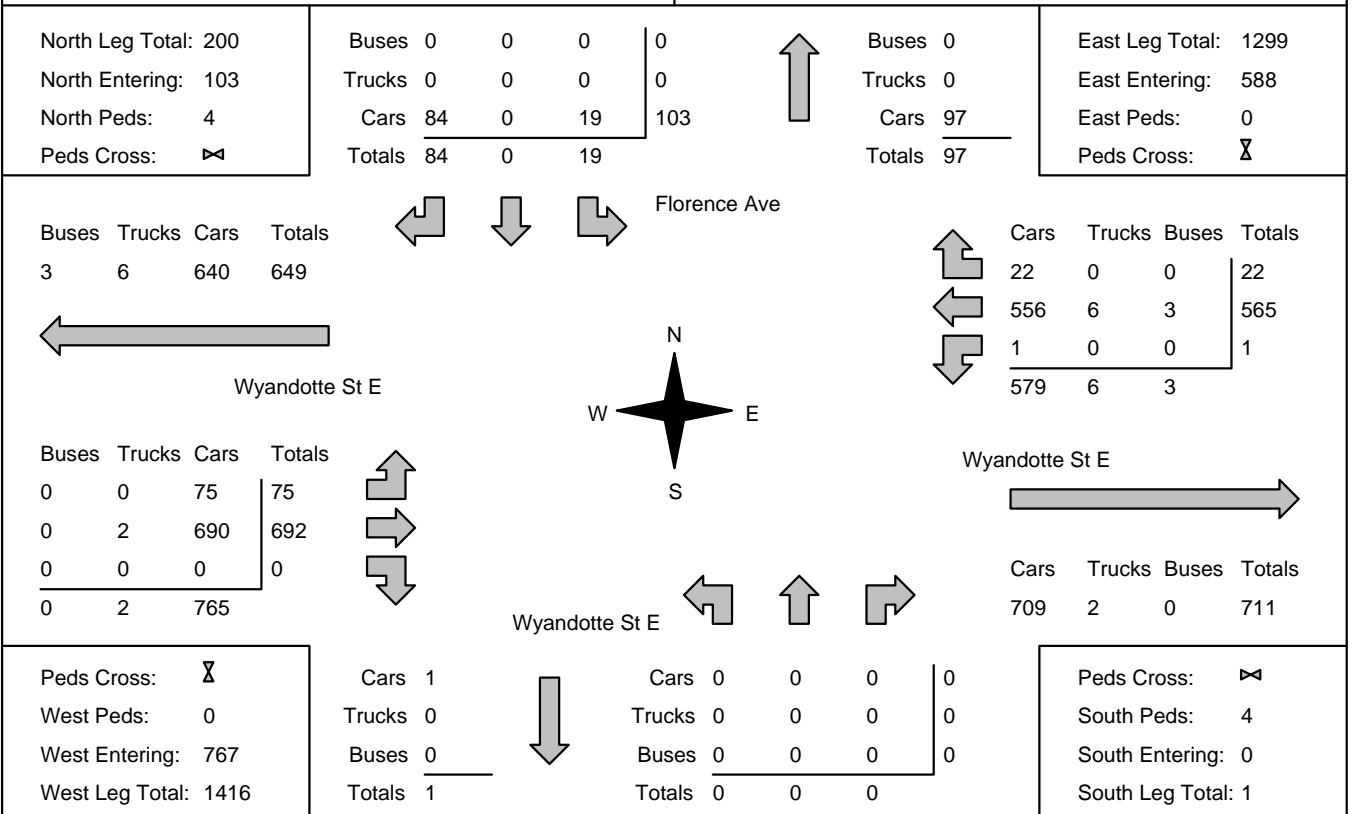 North Leg Total: 200
North Entering: 103
North Peds: 4
Peds Cross:
Buses 0 0 0 0
Trucks 0 0 0 0
Cars 84 0 19 103
Totals 84 0 19
Buses 0
Trucks 0
Cars 97
Totals 97
East Leg Total: 1299
East Entering: 588
East Peds: 0
Peds Cross:
Florence Ave
Buses Trucks Cars Totals
3 6 640 649
Cars Trucks Buses Totals
22 0 0 22
556 6 3 565
1 0 0 1
579 6 3
Wyandotte St E
N
W E
S
Buses Trucks Cars Totals
0 0 75 75
0 2 690 692
0 0 0 0
0 2 765
Wyandotte St E
Cars Trucks Buses Totals
709 2 0 711
Wyandotte St E
Peds Cross:
West Peds: 0
West Entering: 767
West Leg Total: 1416
Cars 1
Trucks 0
Buses 0
Totals 1
Cars 0 0 0 0
Trucks 0 0 0 0
Buses 0 0 0 0
Totals 0 0 0
Peds Cross:
South Peds: 4
South Entering: 0
South Leg Total: 1